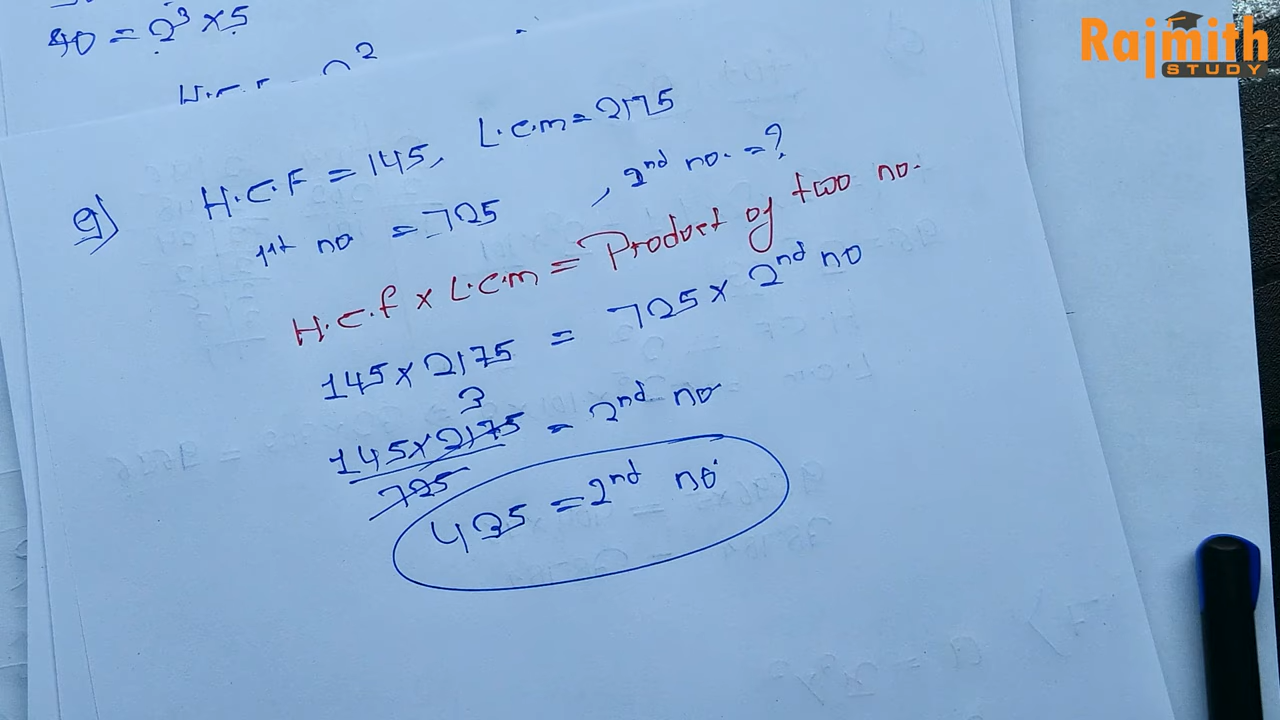 40 = 2³ × 5
Rajmith
STUDY
9) H.C.F = 145, L.C.M = 2175
1st no = 725, 2nd no. = ?
H.C.F × L.C.M = Product of two no.
145 × 2175 = 725 × 2nd no
3
145 × 2175 = 2nd no
725
435 = 2nd no